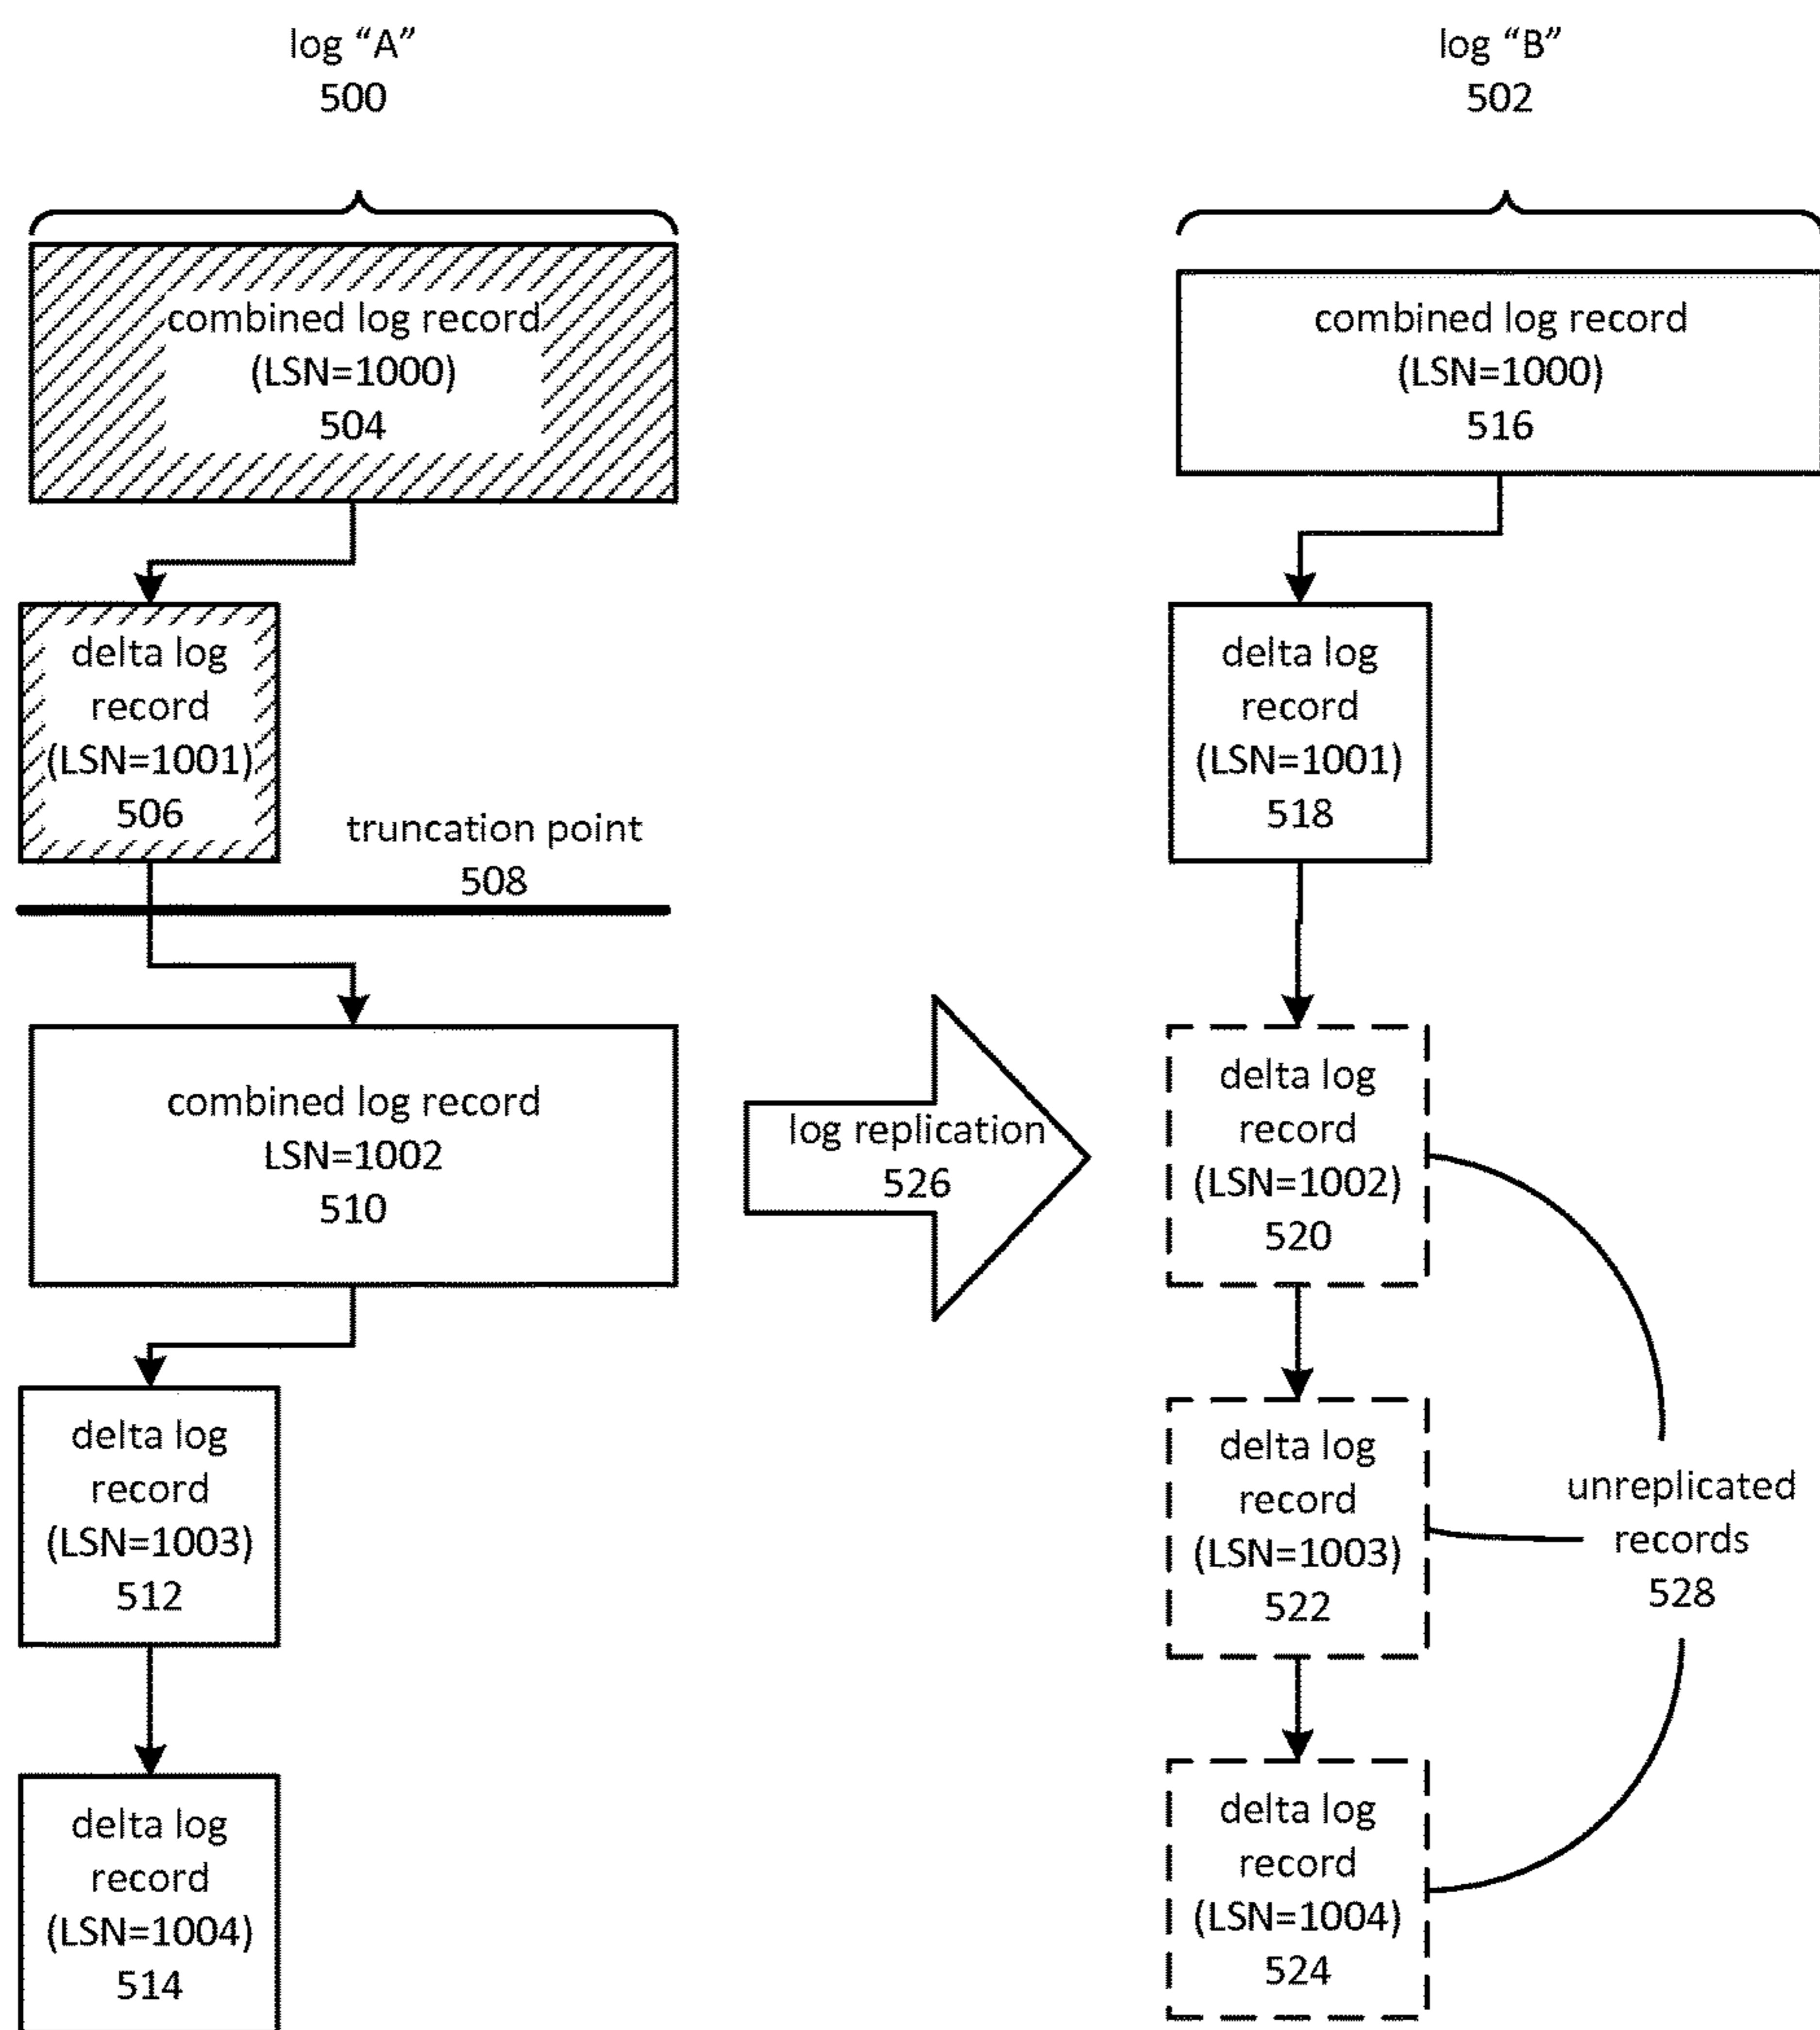 log “A”
500
combined log record
(LSN=1000)
504
delta log
record
(LSN=1001)
506
truncation point
508
combined log record
LSN=1002
510
delta log
record
(LSN=1003)
512
delta log
record
(LSN=1004)
514
log replication
526
log “B”
502
combined log record
(LSN=1000)
516
delta log
record
(LSN=1001)
518
delta log
record
(LSN=1002)
520
delta log
record
(LSN=1003)
522
delta log
record
(LSN=1004)
524
unreplicated
records
528